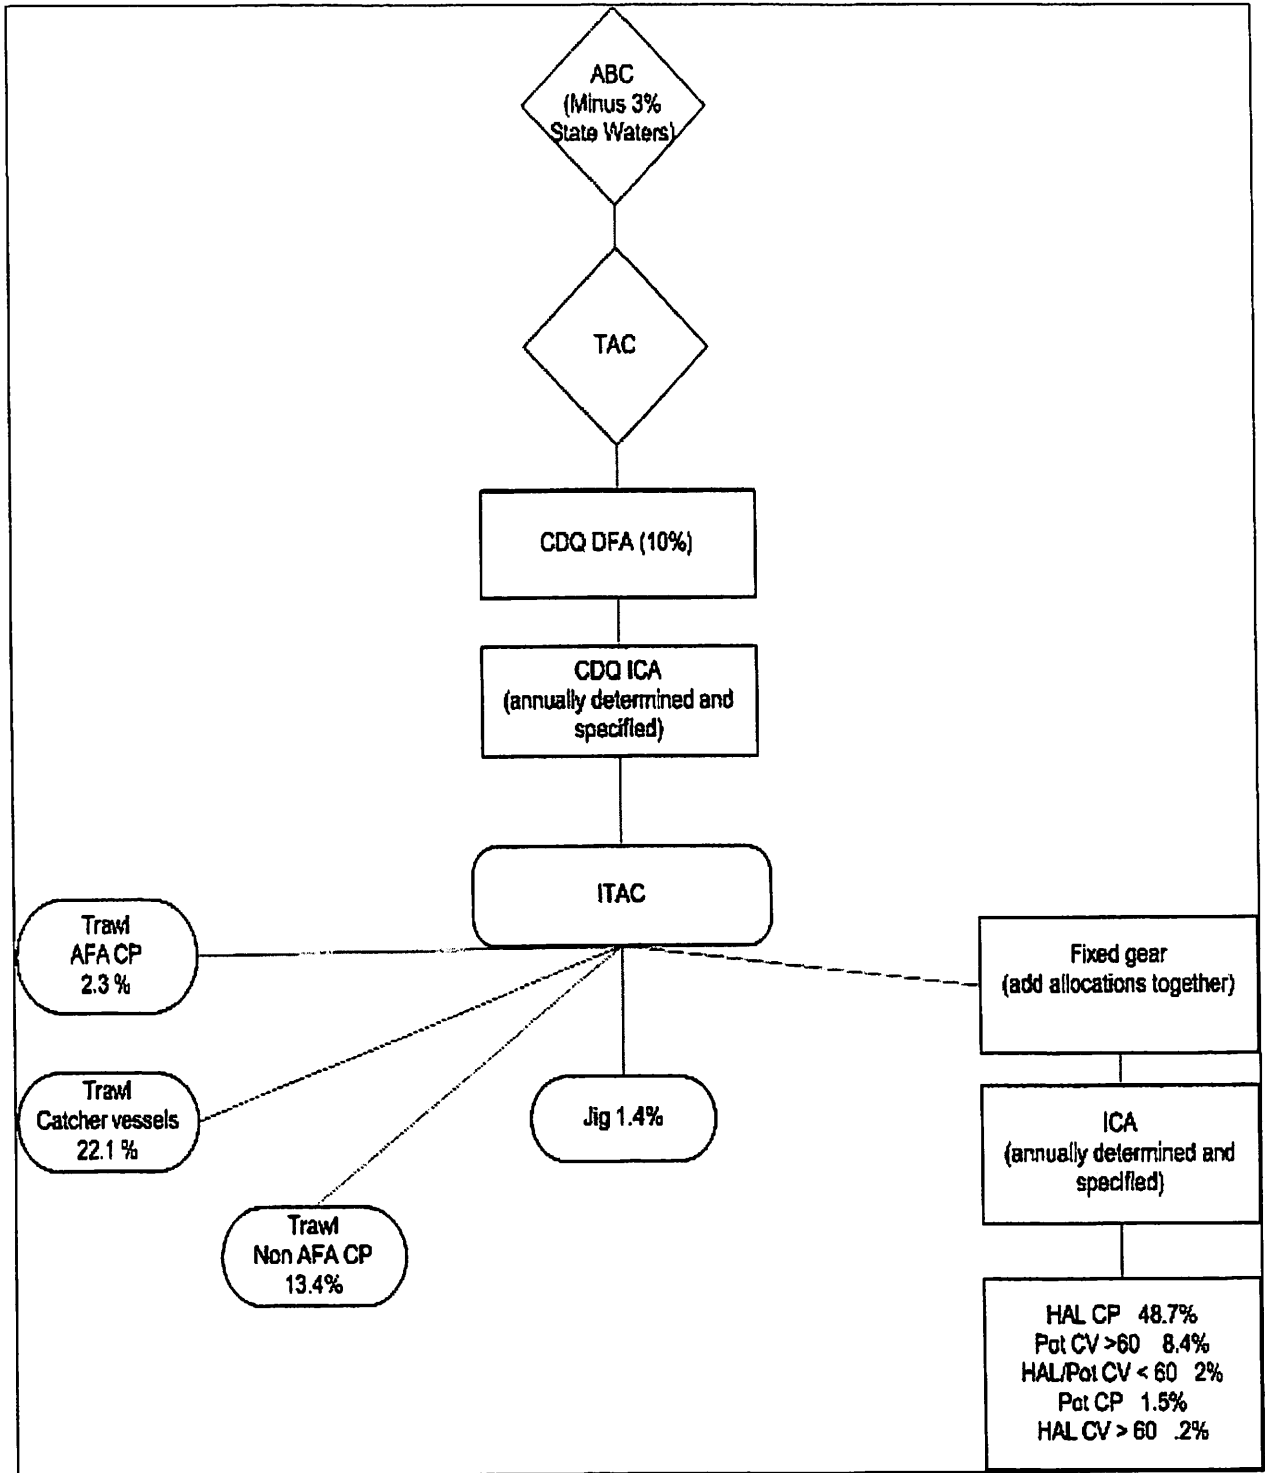 ABC
(Minus 3%
State Waters)
TAC
CDQ DFA (10%)
CDQ ICA
(annually determined and
specified)
ITAC
Trawl
AFA CP
2.3 %
Trawl
Catcher vessels
22.1 %
Trawl
Non AFA CP
13.4%
Jig 1.4%
Fixed gear
(add allocations together)
ICA
(annually determined and
specified)
HAL CP 48.7%
Pot CV >60 8.4%
HAL/Pot CV < 60 2%
Pot CP 1.5%
HAL CV > 60 .2%